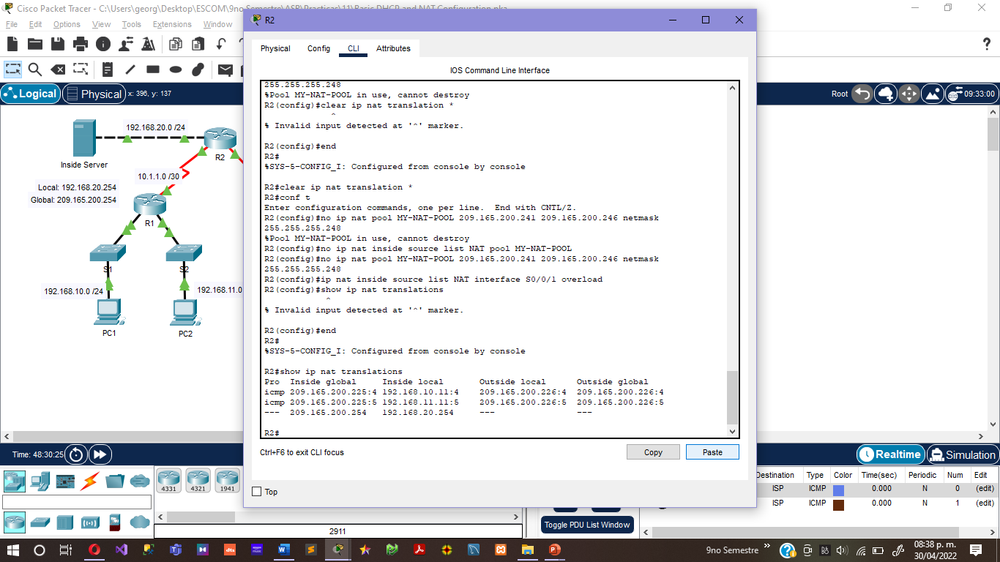 Cisco Packet Tracer - C:\Users\georg\Desktop\ESCOM\9no Semestre\ASR\Practicas\11\Basic DHCP and NAT Configuration.pka
File Edit Options View Tools Extensions Window
R2
Physical Config CLI Attributes
IOS Command Line Interface
255.255.255.248
%Pool MY-NAT-POOL in use, cannot destroy
R2(config)#clear ip nat translation *
^
% Invalid input detected at '^' marker.
R2(config)#end
R2#
%SYS-5-CONFIG_I: Configured from console by console
R2#clear ip nat translation *
R2#conf t
Enter configuration commands, one per line. End with CNTL/Z.
R2(config)#no ip nat pool MY-NAT-POOL 209.165.200.241 209.165.200.246 netmask
255.255.255.248
%Pool MY-NAT-POOL in use, cannot destroy
R2(config)#no ip nat inside source list NAT pool MY-NAT-POOL
R2(config)#no ip nat pool MY-NAT-POOL 209.165.200.241 209.165.200.246 netmask
255.255.255.248
R2(config)#ip nat inside source list NAT interface S0/0/1 overload
R2(config)#show ip nat translations
^
% Invalid input detected at '^' marker.
R2(config)#end
R2#
%SYS-5-CONFIG_I: Configured from console by console
R2#show ip nat translations
Pro Inside global Inside local Outside local Outside global
icmp 209.165.200.225:4 192.168.10.11:4 209.165.200.226:4 209.165.200.226:4
icmp 209.165.200.225:5 192.168.11.11:5 209.165.200.226:5 209.165.200.226:5
--- 209.165.200.254 192.168.20.254 --- ---
R2#
Ctrl+F6 to exit CLI focus
Copy
Paste
Top
Logical
Physical
x: 396, y: 137
Root
09:33:00
192.168.20.0 /24
Inside Server
R2
10.1.1.0 /30
Local: 192.168.20.254
Global: 209.165.200.254
R1
S1
S2
192.168.10.0 /24
192.168.11.0
PC1
PC2
Time: 48:30:25
Realtime
Simulation
4331
4321
1941
2911
Destination Type Color Time(sec) Periodic Num Edit
ISP ICMP 0.000 N 0 (edit)
ISP ICMP 0.000 N 1 (edit)
Toggle PDU List Window
9no Semestre
08:38 p. m.
30/04/2022